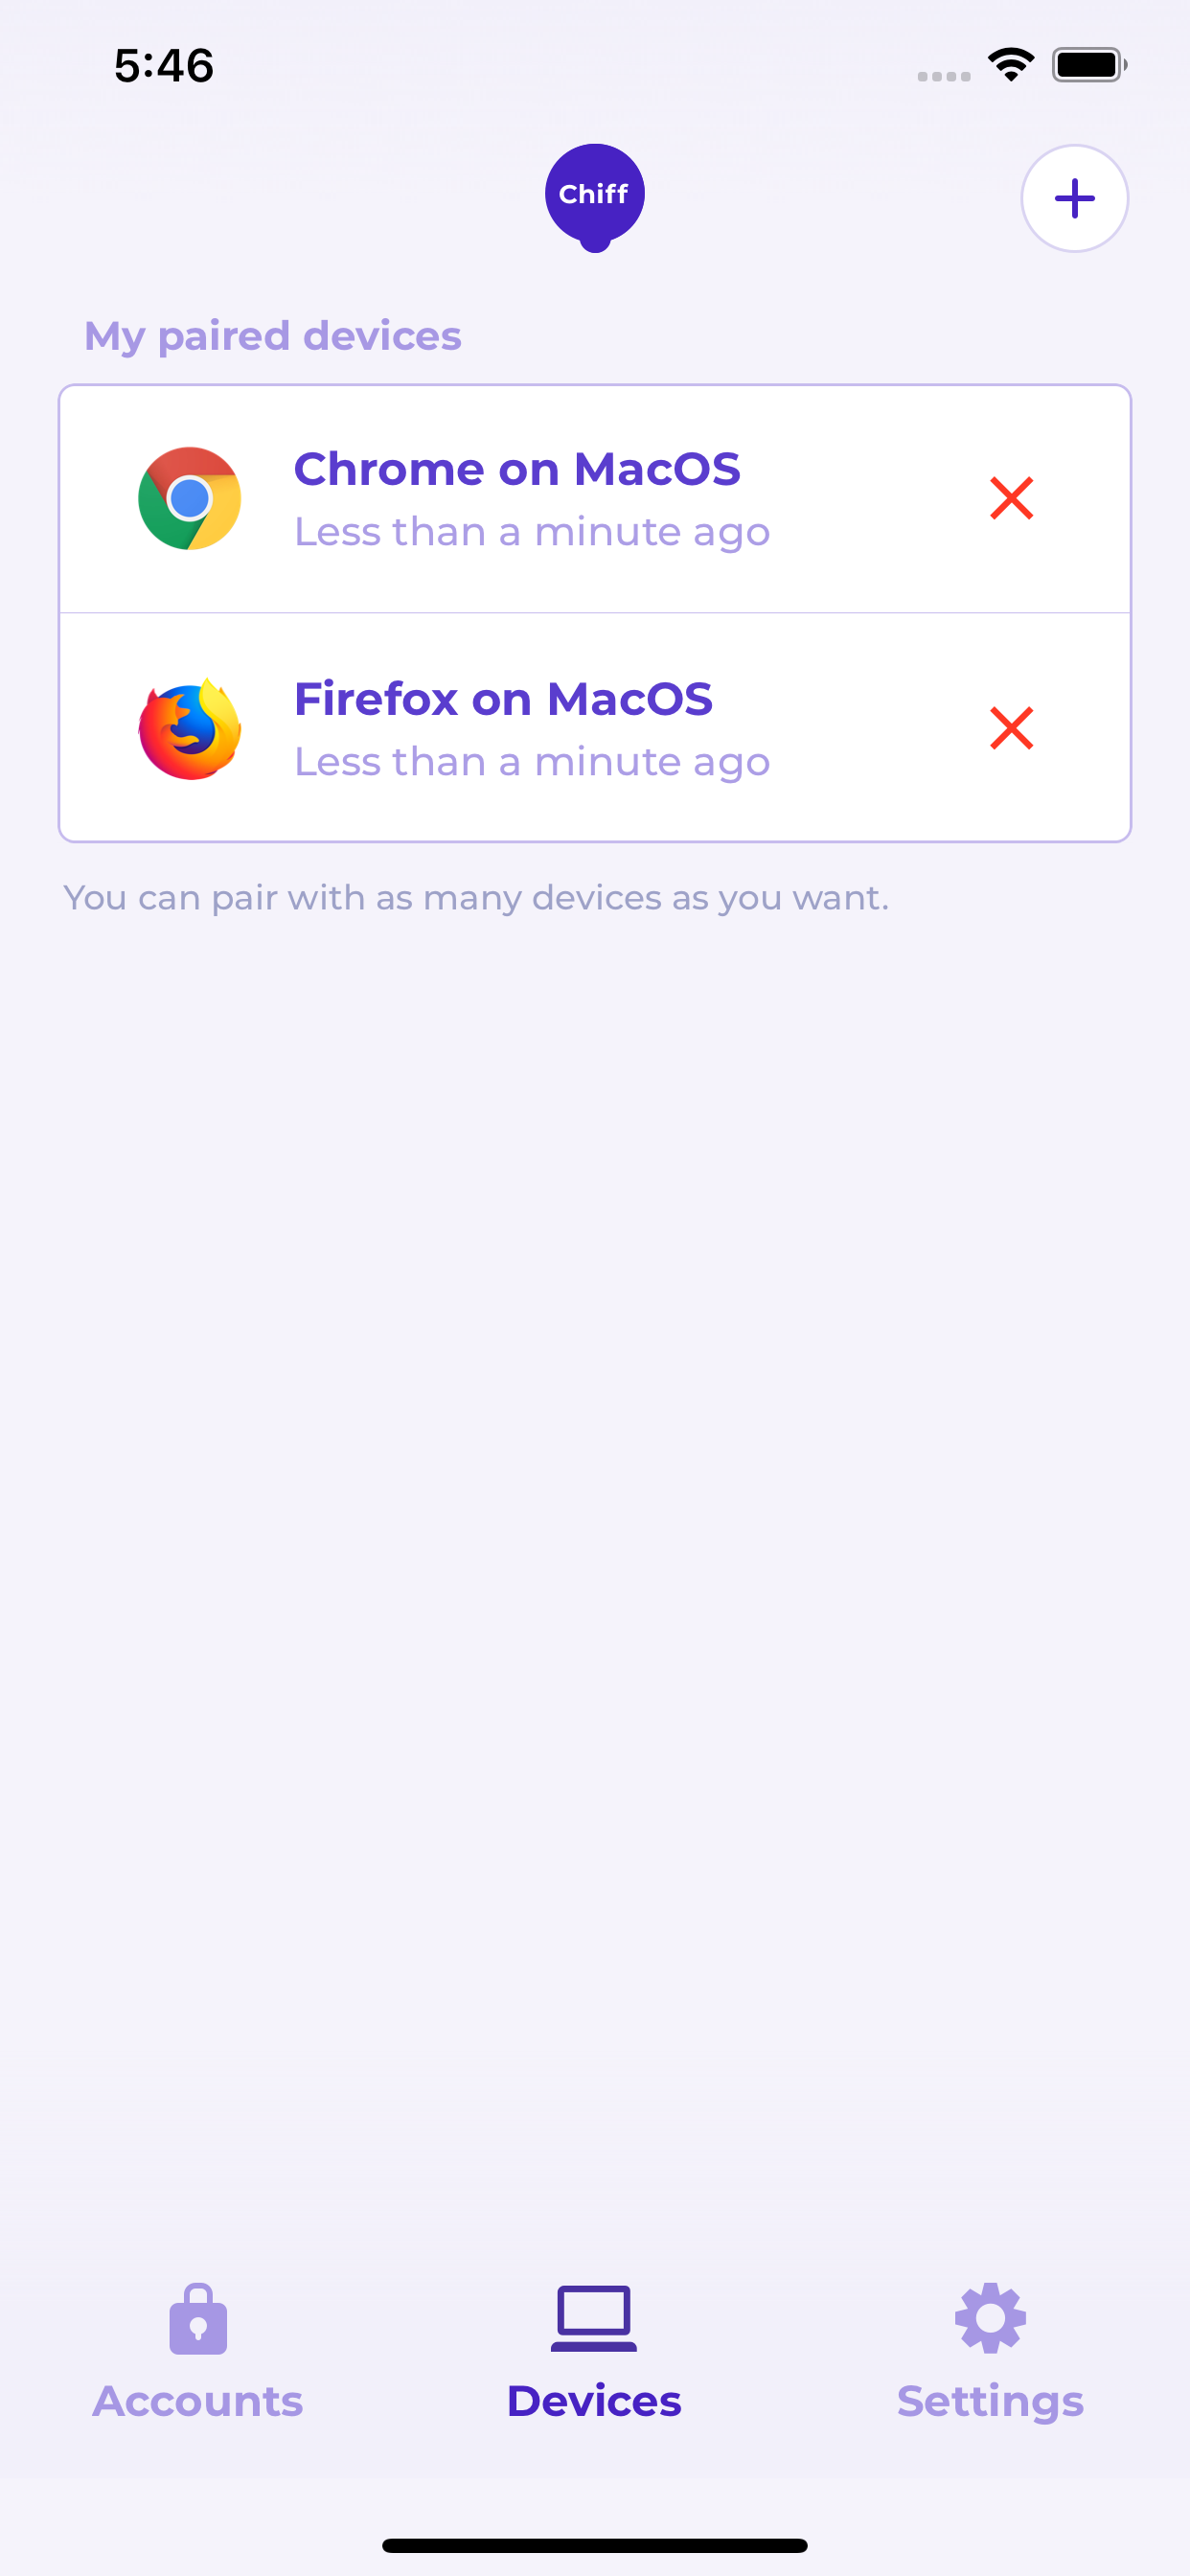 5:46
Chiff
My paired devices
Chrome on MacOS
Less than a minute ago
Firefox on MacOS
Less than a minute ago
You can pair with as many devices as you want.
Accounts
Devices
Settings